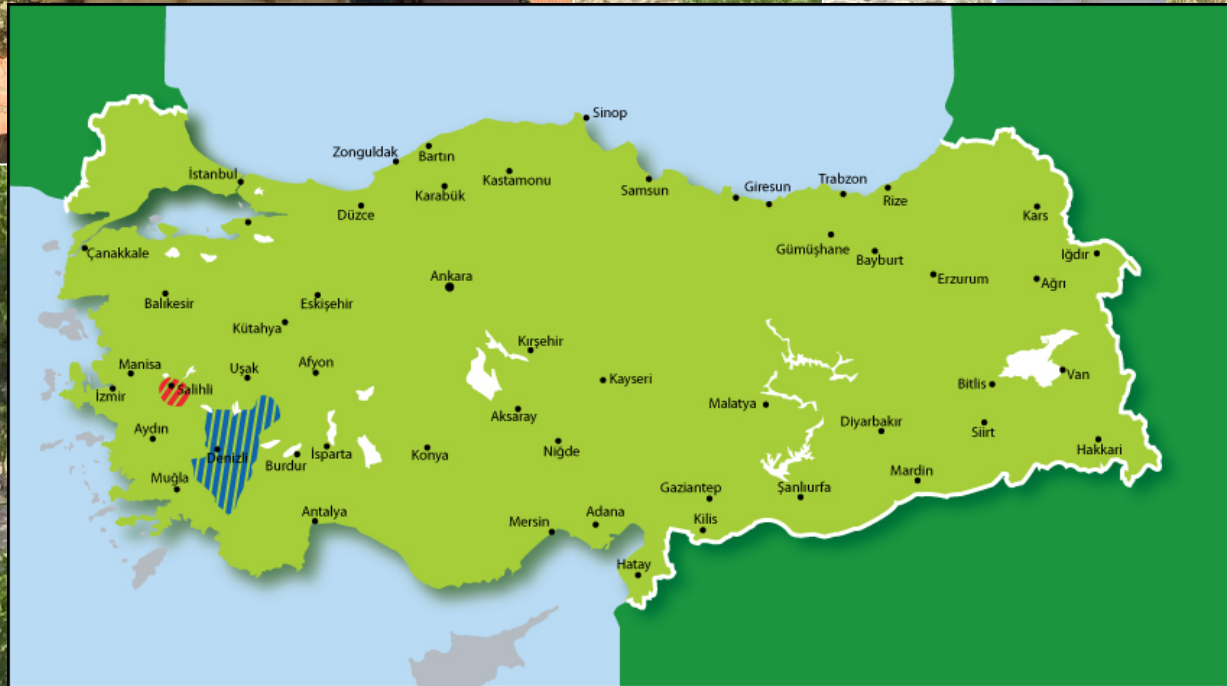 Sinop
Zonguldak
Bartın
İstanbul
Karabük
Kastamonu
Samsun
Giresun
Trabzon
Rize
Düzce
Kars
Çanakkale
Gümüşhane
Bayburt
Iğdır
Ankara
Erzurum
Ağrı
Balıkesir
Eskişehir
Kütahya
Kırşehir
Manisa
Uşak
Afyon
Van
Salihli
Kayseri
Bitlis
İzmir
Malatya
Aksaray
Aydın
Diyarbakır
Siirt
Denizli
Burdur
İsparta
Konya
Niğde
Hakkari
Muğla
Mardin
Gaziantep
Şanlıurfa
Antalya
Mersin
Adana
Kilis
Hatay